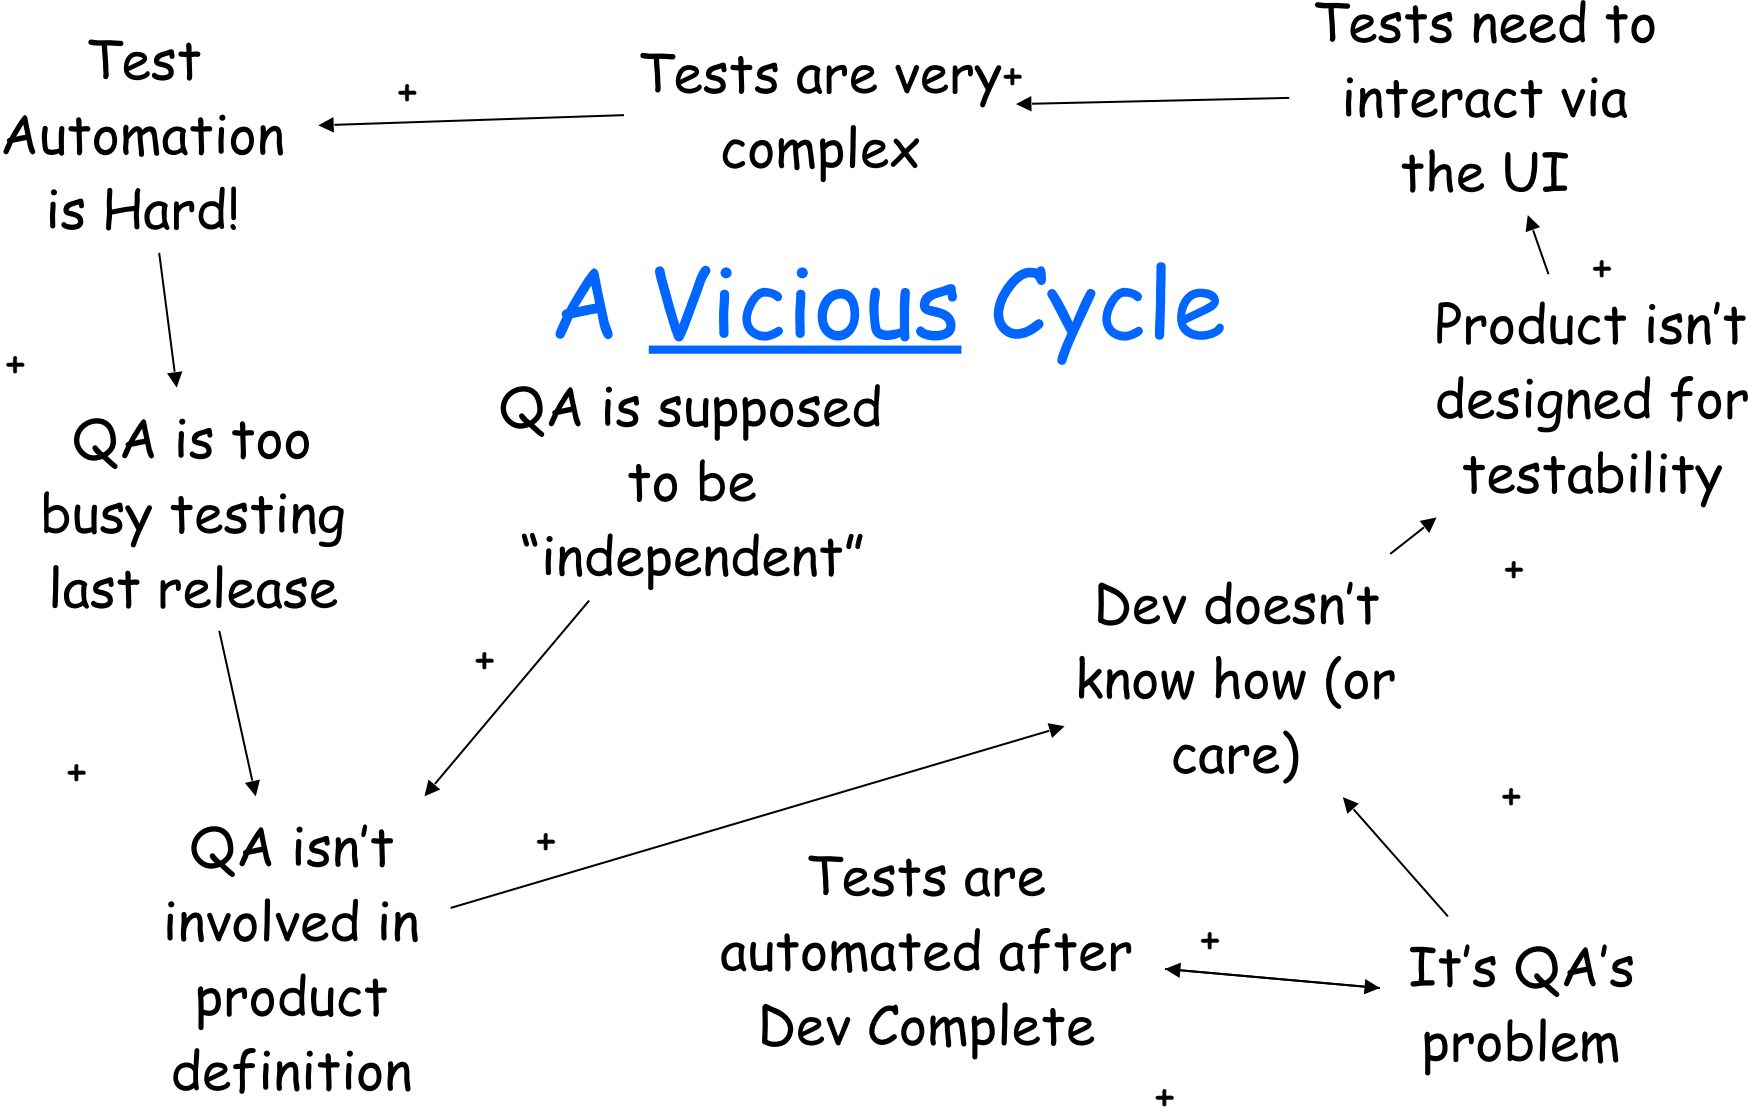 Test
Automation
is Hard!
+
Tests are very+
complex
Tests need to
interact via
the UI
+
A Vicious Cycle
Product isn't
designed for
testability
+
QA is too
busy testing
last release
QA is supposed
to be
“independent”
+
Dev doesn't
know how (or
care)
+
+
+
+
QA isn't
involved in
product
definition
+
Tests are
automated after
Dev Complete
+
It's QA's
problem
+